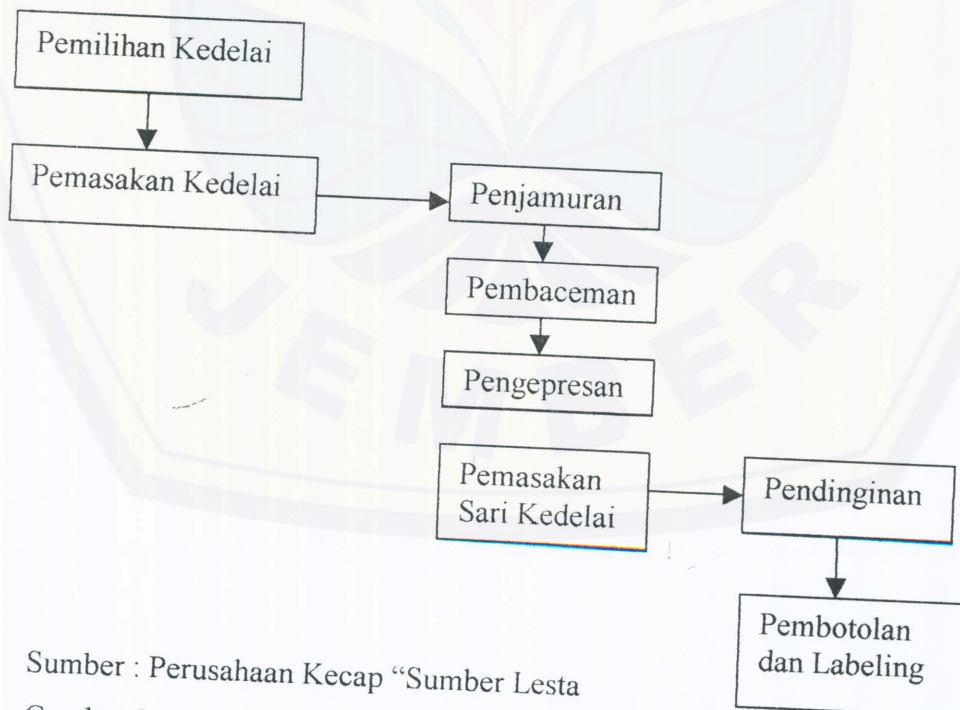 Pemilihan Kedelai
Pemasakan Kedelai
Penjamuran
Pembaceman
Pengepresan
Pemasakan
Sari Kedelai
Pendinginan
Pembotolan
dan Labeling
JEMBER
Sumber : Perusahaan Kecap “Sumber Lesta